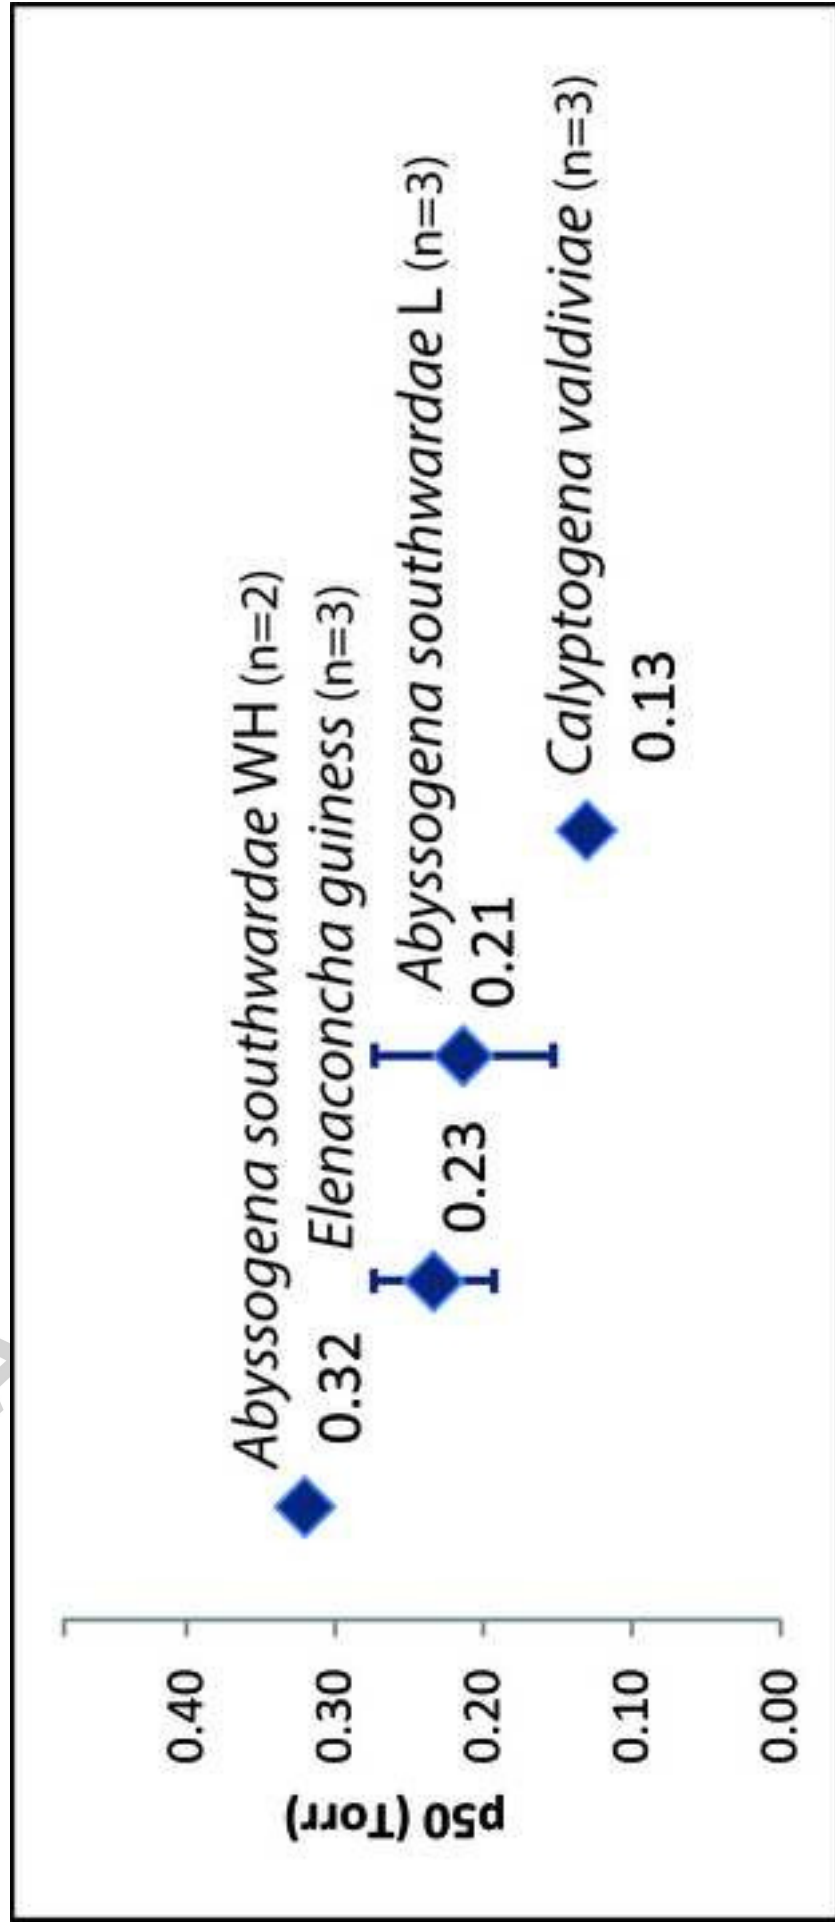 p50 (Torr)
0.40
0.30
0.20
0.10
0.00
Abyssogena southwardae WH (n=2)
0.32
Elenaconcha guiness (n=3)
0.23
Abyssogena southwardae L (n=3)
0.21
Calyptogena valdiviae (n=3)
0.13